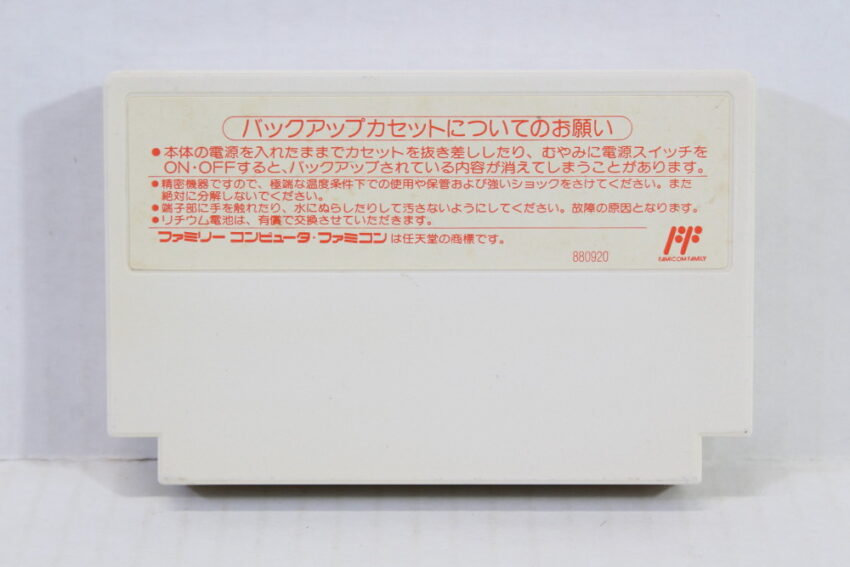 バックアップカセットについてのお願い
●本体の電源を入れたままでカセットを抜き差ししたり、むやみに電源スイッチを
ON・OFFすると、バックアップされている内容が消えてしまうことがあります。
●精密機器ですので、極端な温度条件下での使用や保管および強いショックをさけてください。また
絶対に分解しないでください。
●端子部に手を触れたり、水にぬらしたりして汚さないようにしてください。故障の原因となります。
●リチウム電池は、有償で交換させていただきます。
ファミリー コンピュータ・ファミコン は任天堂の商標です。
880920
FAMICOM FAMILY